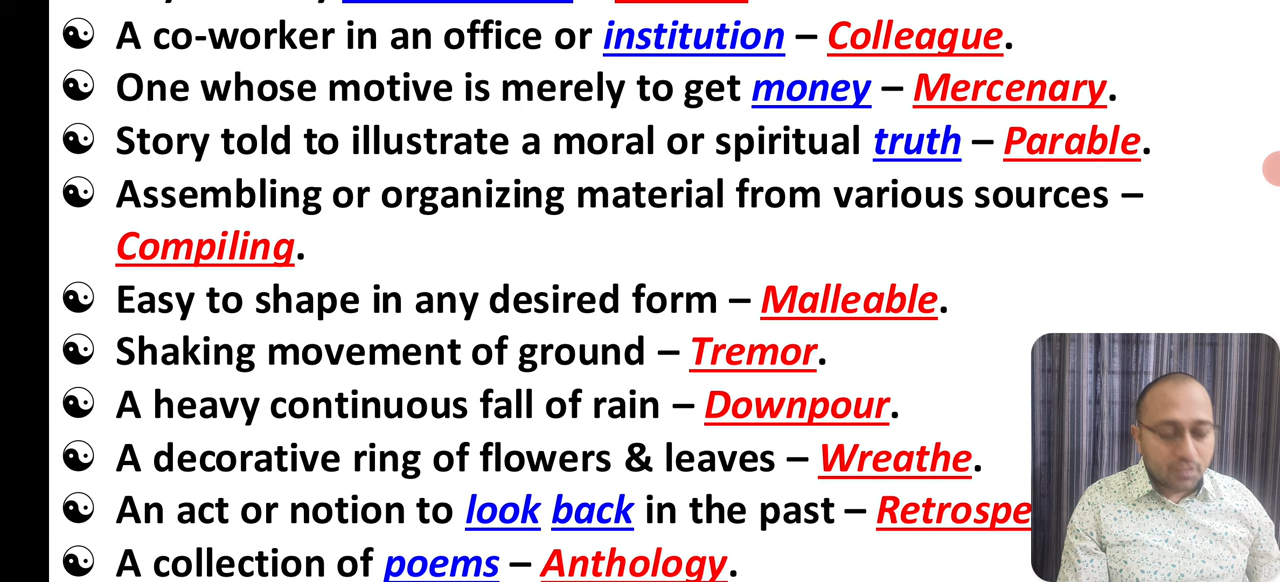 ☯ A co-worker in an office or institution – Colleague.
☯ One whose motive is merely to get money – Mercenary.
☯ Story told to illustrate a moral or spiritual truth – Parable.
☯ Assembling or organizing material from various sources –
Compiling.
☯ Easy to shape in any desired form – Malleable.
☯ Shaking movement of ground – Tremor.
☯ A heavy continuous fall of rain – Downpour.
☯ A decorative ring of flowers & leaves – Wreathe.
☯ An act or notion to look back in the past – Retrospe
☯ A collection of poems – Anthology.